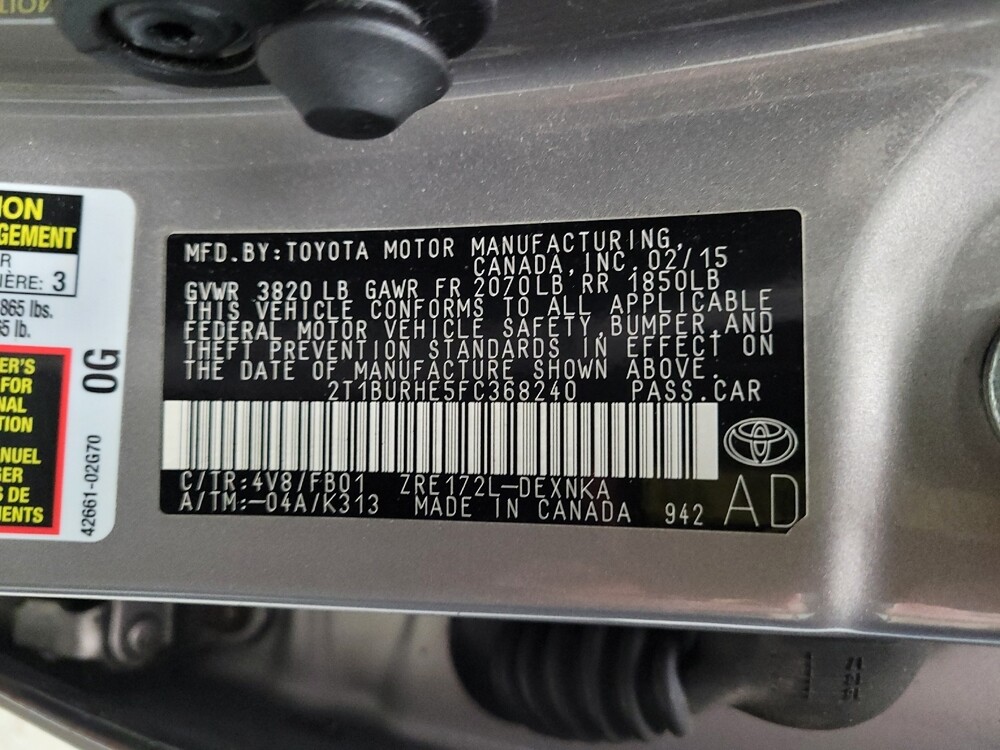 ION
GEMENT
R
IÈRE: 3
865 lbs.
5 lb.
ER'S
FOR
NAL
TION
NUEL
GER
S DE
MENTS
0G
42661-02G70
MFD.BY:TOYOTA MOTOR MANUFACTURING,
CANADA,INC.02/15
GVWR 3820 LB GAWR FR 2070LB RR 1850LB
THIS VEHICLE CONFORMS TO ALL APPLICABLE
FEDERAL MOTOR VEHICLE SAFETY,BUMPER,AND
THEFT PREVENTION STANDARDS IN EFFECT ON
THE DATE OF MANUFACTURE SHOWN ABOVE.
2T1BURHE5FC368240 PASS.CAR
C/TR:4V8/FB01 ZRE172L-DEXNKA
A/TM:-04A/K313 MADE IN CANADA 942 AD